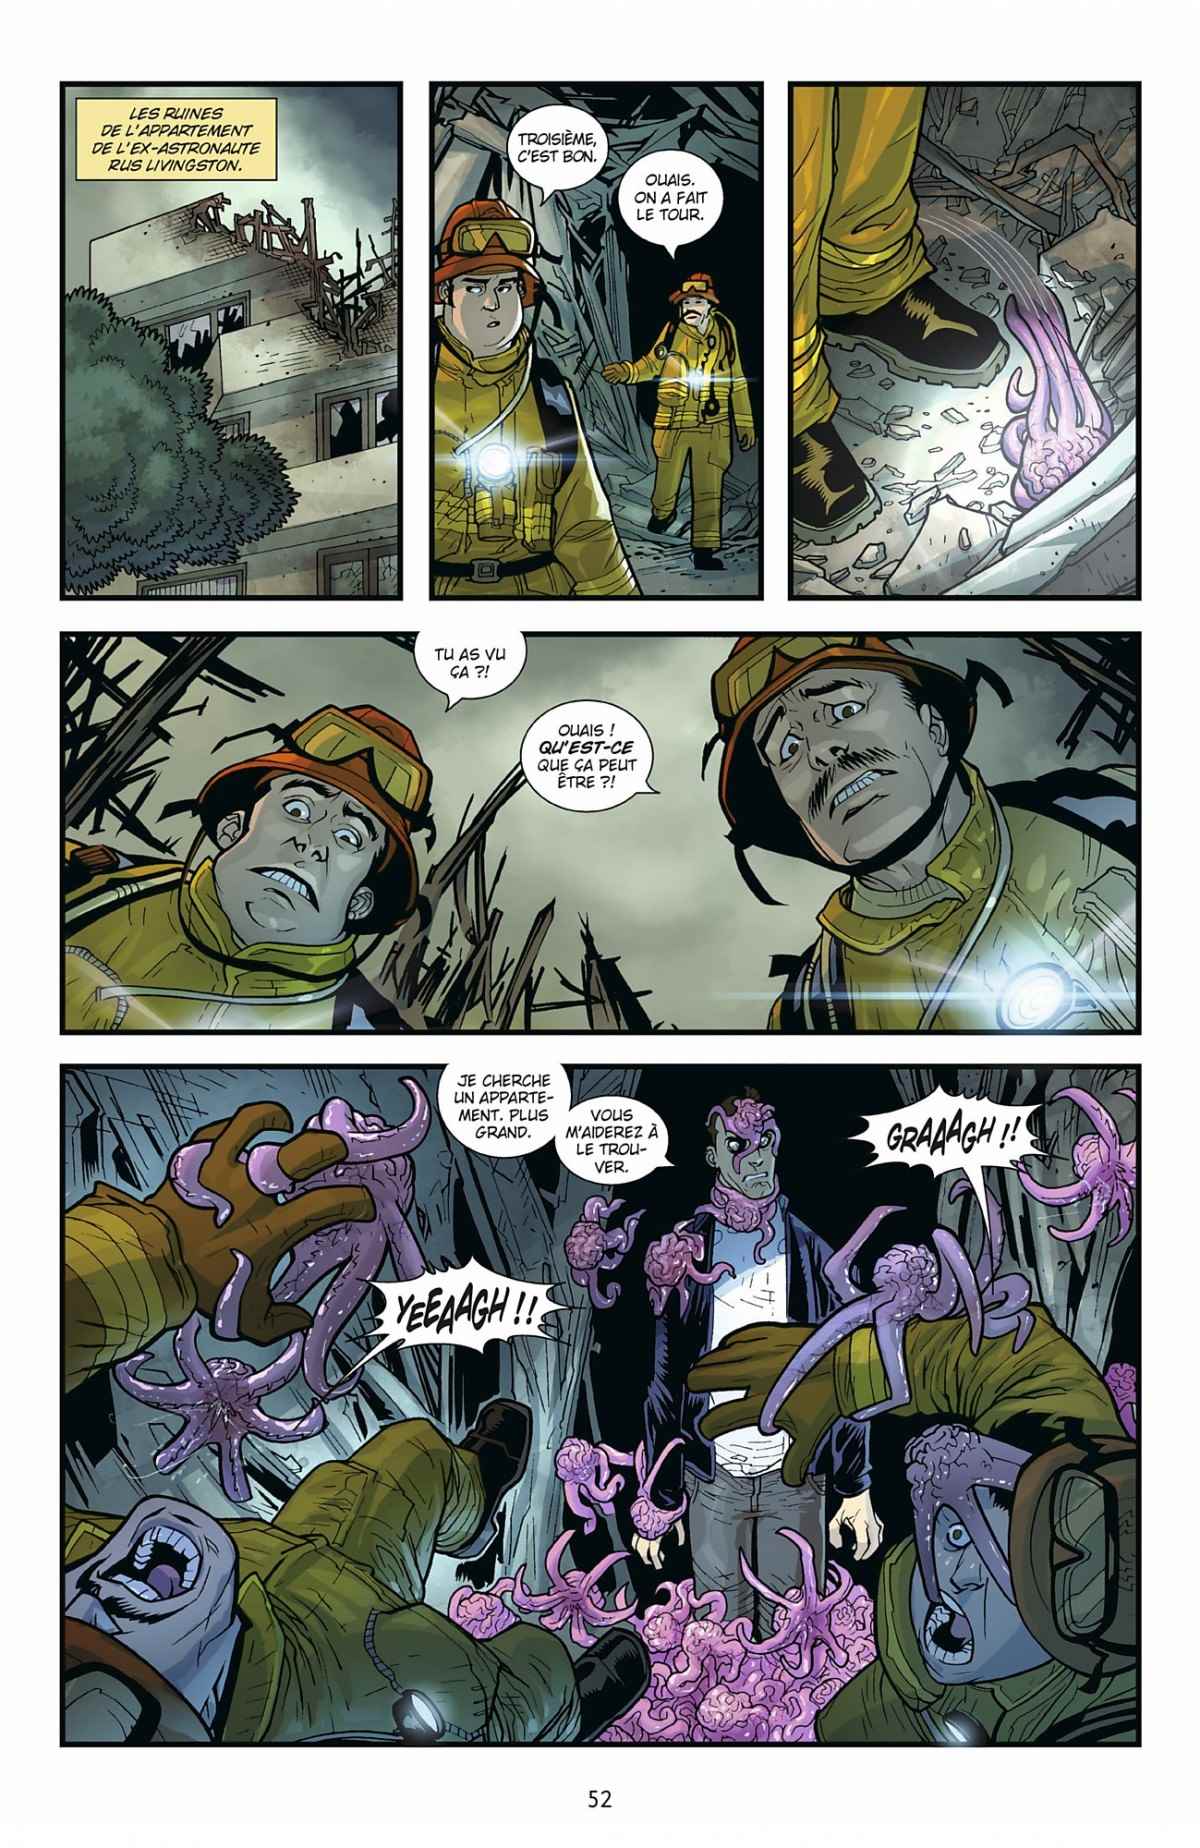 LES RUINES
DE L'APPARTEMENT
DE L'EX-ASTRONAUTE
RUS LIVINGSTON.
TROISIÈME,
C'EST BON.
OUAIS.
ON A FAIT
LE TOUR.
TU AS VU
ÇA ?!
OUAIS !
QU'EST-CE
QUE ÇA PEUT
ÊTRE ?!
JE CHERCHE
UN APPARTE-
MENT. PLUS
GRAND.
VOUS
M'AIDEREZ À
LE TROU-
VER.
GRAAAGH !!
YEEAAGH !!
52